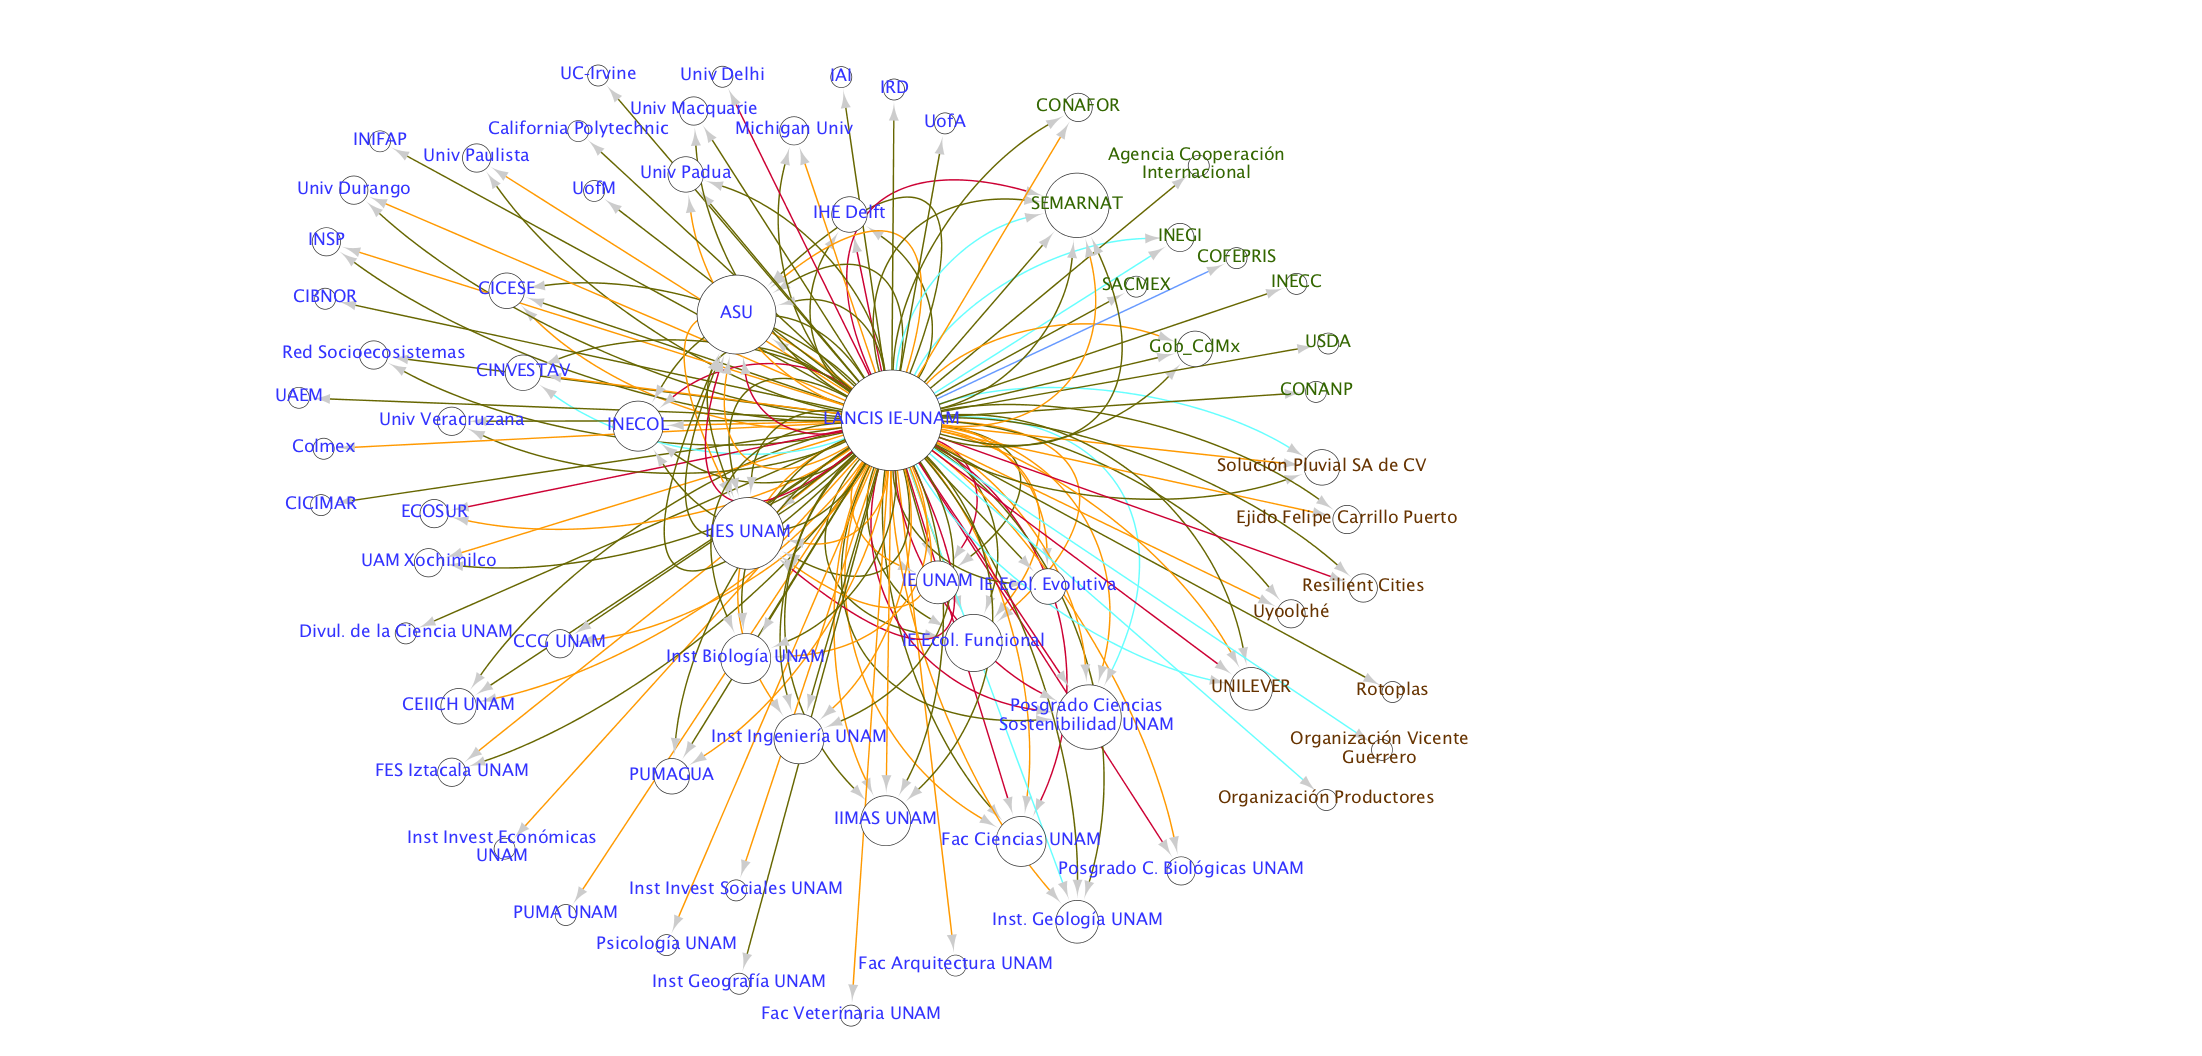 UC-Irvine
Univ Delhi
IAI
IRD
Univ Macquarie
CONAFOR
UofA
California Polytechnic
Michigan Univ
INIFAP
Univ Paulista
Agencia Cooperación
Internacional
Univ Padua
Univ Durango
UofM
SEMARNAT
IHE Delft
INEGI
INSP
COFEPRIS
INECC
SACMEX
CICESE
CIBNOR
ASU
USDA
Gob_CdMx
Red Socioecosistemas
CINVESTAV
CONANP
UAEM
Univ Veracruzana
LANCIS IE-UNAM
INECOL
Colmex
Solución Pluvial SA de CV
CICIMAR
ECOSUR
Ejido Felipe Carrillo Puerto
IIES UNAM
UAM Xochimilco
IE UNAM
IE Ecol. Evolutiva
Resilient Cities
Uyoolché
Divul. de la Ciencia UNAM
CCG UNAM
IE Ecol. Funcional
Inst Biología UNAM
UNILEVER
Rotoplas
CEIICH UNAM
Posgrado Ciencias
Sostenibilidad UNAM
Inst Ingeniería UNAM
Organización Vicente
Guerrero
FES Iztacala UNAM
PUMAGUA
Organización Productores
IIMAS UNAM
Inst Invest Económicas
UNAM
Fac Ciencias UNAM
Posgrado C. Biológicas UNAM
Inst Invest Sociales UNAM
PUMA UNAM
Inst. Geología UNAM
Psicología UNAM
Fac Arquitectura UNAM
Inst Geografía UNAM
Fac Veterinaria UNAM